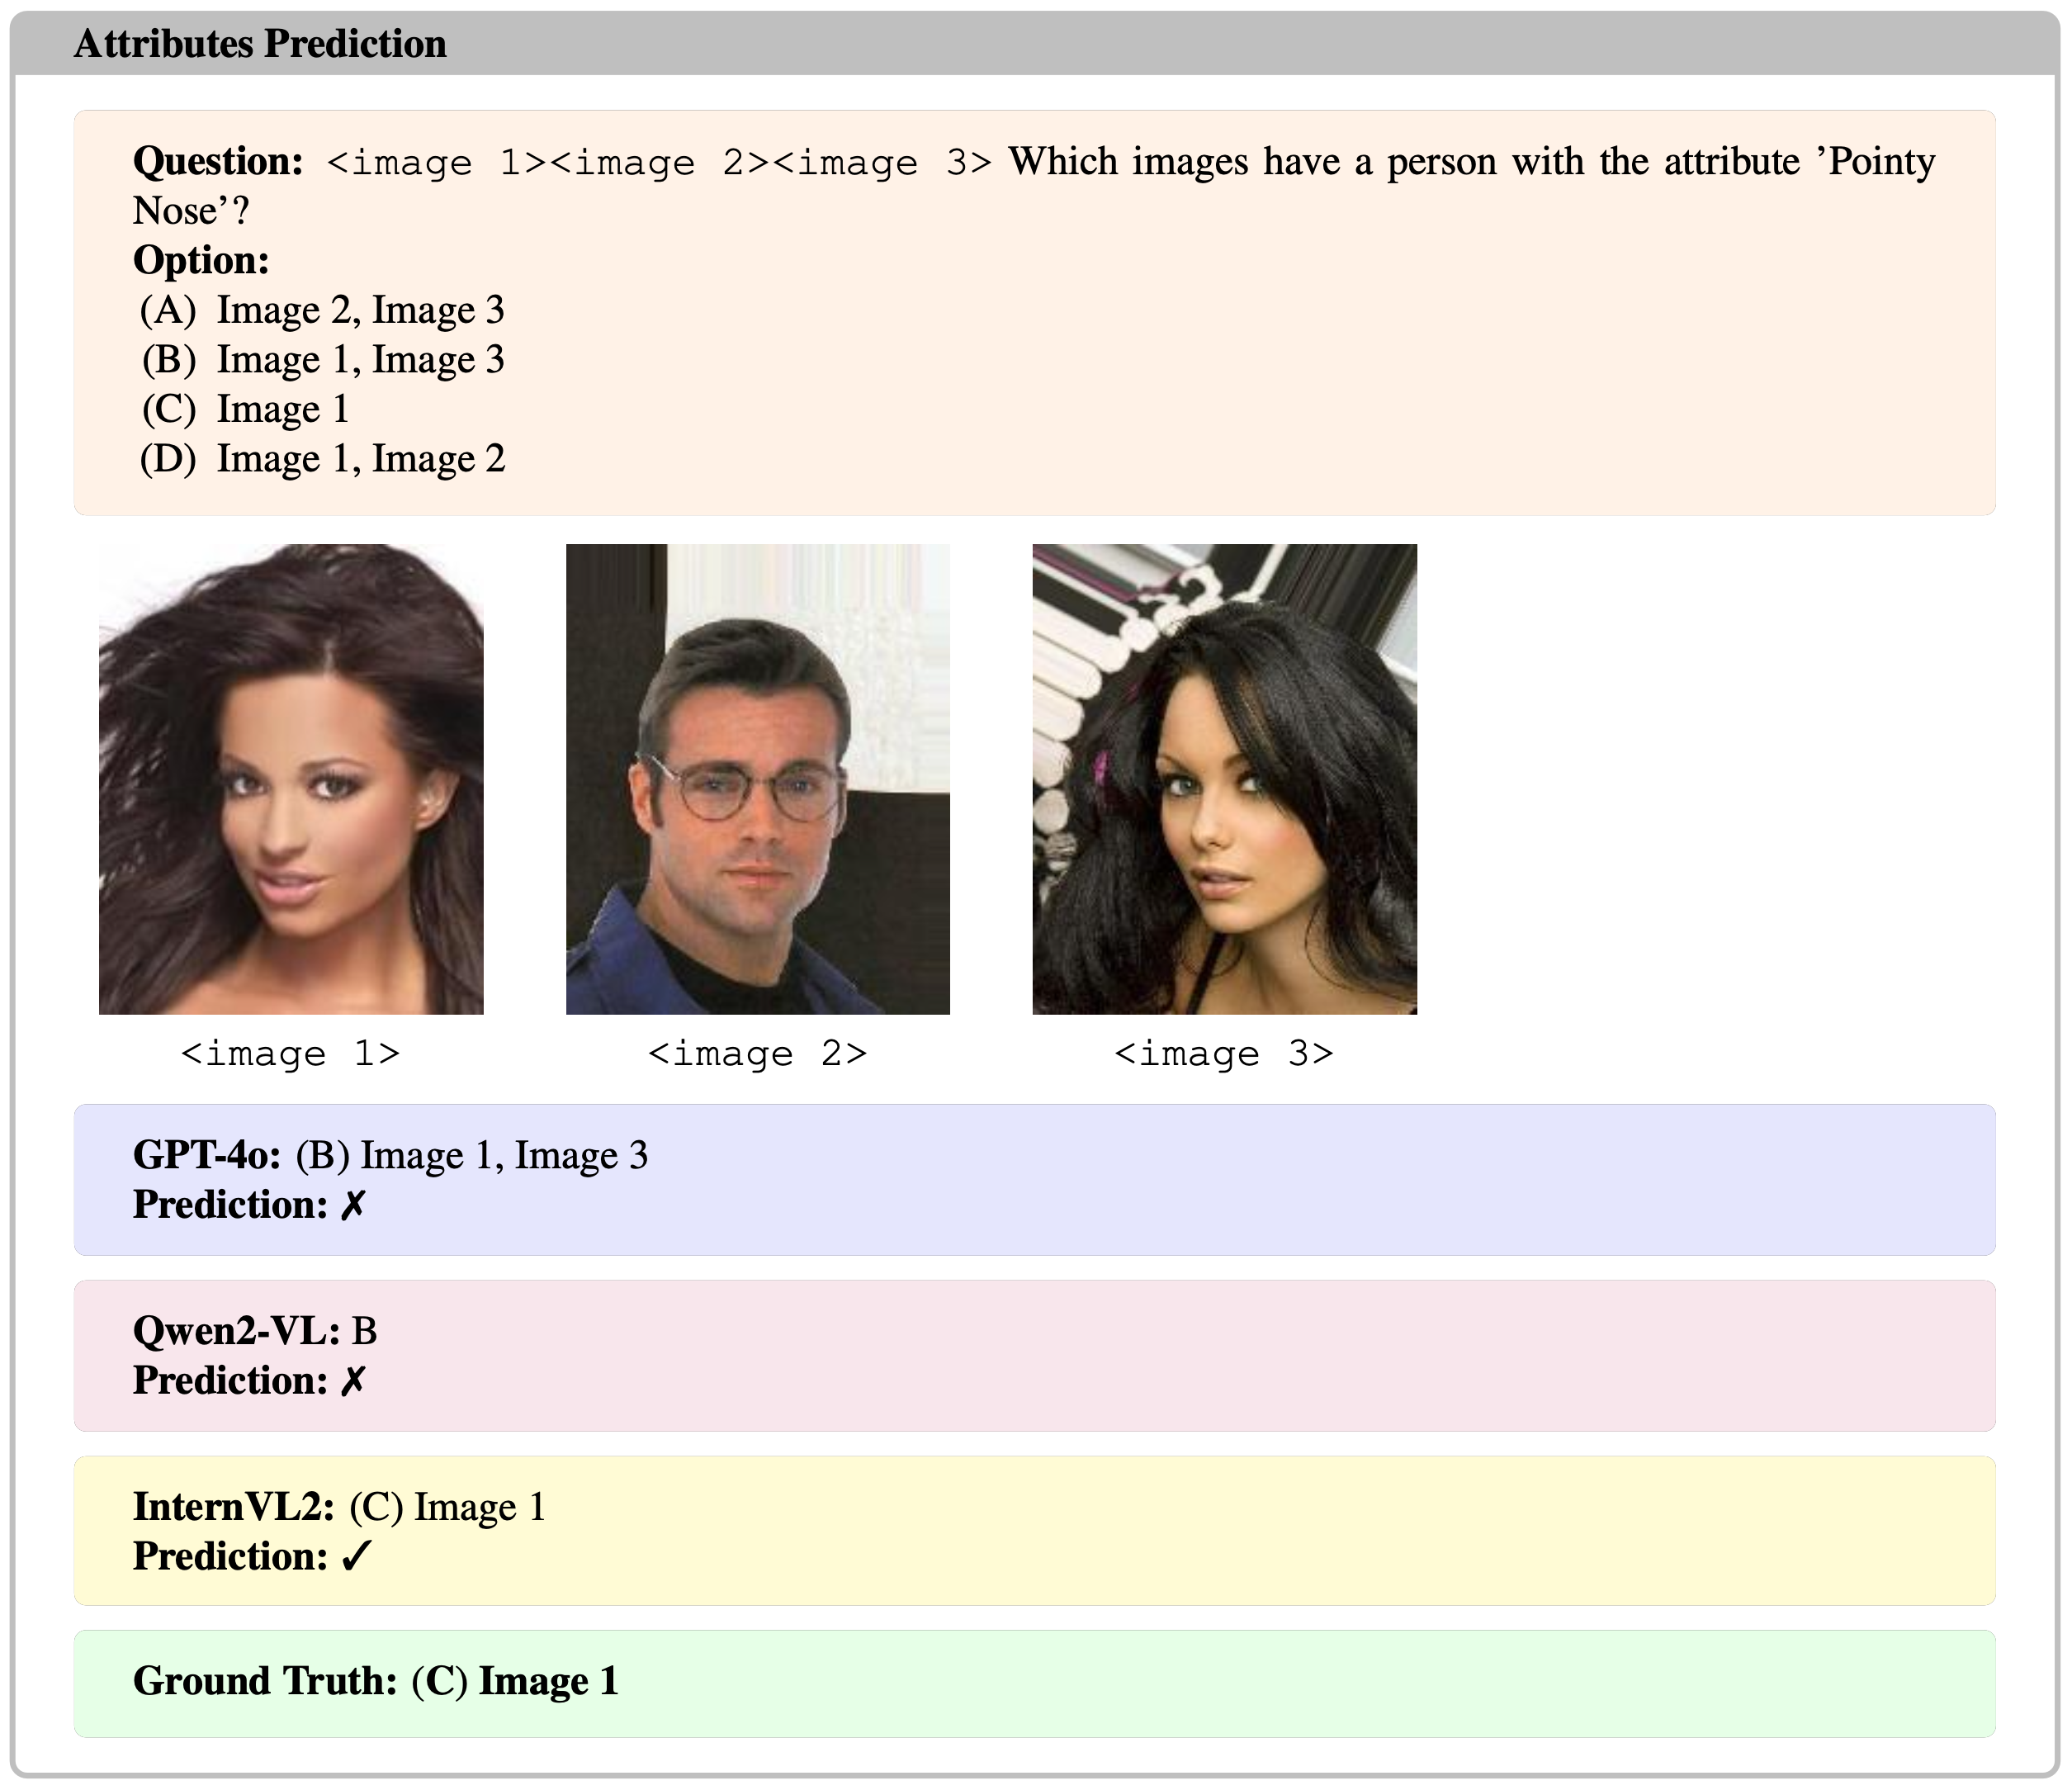 Attributes Prediction
Question: <image 1><image 2><image 3> Which images have a person with the attribute ’Pointy
Nose’?
Option:
(A) Image 2, Image 3
(B) Image 1, Image 3
(C) Image 1
(D) Image 1, Image 2
<image 1> <image 2> <image 3>
GPT-4o: (B) Image 1, Image 3
Prediction: ✗
Qwen2-VL: B
Prediction: ✗
InternVL2: (C) Image 1
Prediction: ✓
Ground Truth: (C) Image 1